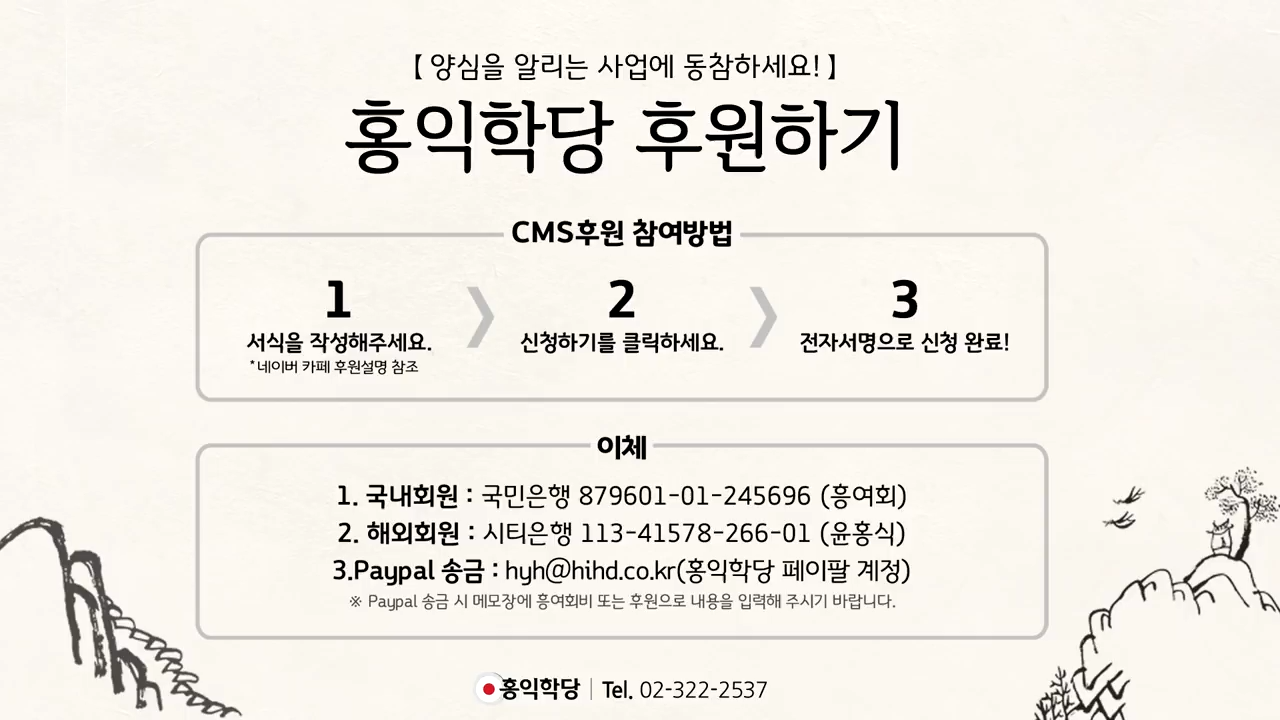 【 양심을 알리는 사업에 동참하세요! 】
홍익학당 후원하기
CMS후원 참여방법
1
서식을 작성해주세요.
*네이버 카페 후원설명 참조
2
신청하기를 클릭하세요.
3
전자서명으로 신청 완료!
이체
1. 국내회원 : 국민은행 879601-01-245696 (흥여회)
2. 해외회원 : 시티은행 113-41578-266-01 (윤홍식)
3.Paypal 송금 : hyh@hihd.co.kr(홍익학당 페이팔 계정)
※ Paypal 송금 시 메모장에 흥여회비 또는 후원으로 내용을 입력해 주시기 바랍니다.
홍익학당 | Tel. 02-322-2537